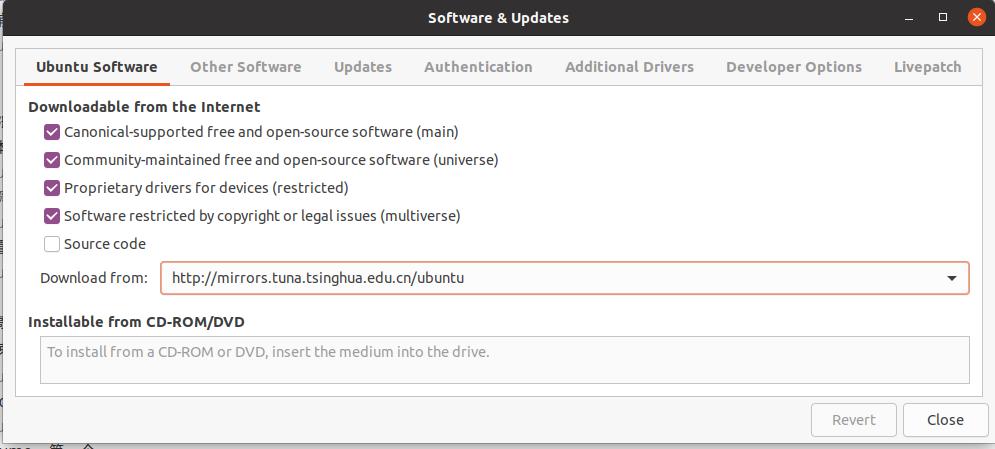 Software & Updates
Ubuntu Software Other Software Updates Authentication Additional Drivers Developer Options Livepatch
Downloadable from the Internet
Canonical-supported free and open-source software (main)
Community-maintained free and open-source software (universe)
Proprietary drivers for devices (restricted)
Software restricted by copyright or legal issues (multiverse)
Source code
Download from: http://mirrors.tuna.tsinghua.edu.cn/ubuntu
Installable from CD-ROM/DVD
To install from a CD-ROM or DVD, insert the medium into the drive.
Revert Close